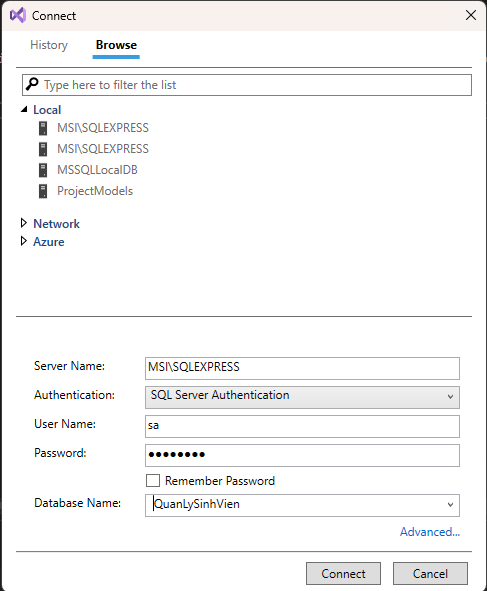 Connect
History Browse
Type here to filter the list
Local
MSI\SQLEXPRESS
MSI\SQLEXPRESS
MSSQLLocalDB
ProjectModels
Network
Azure
Server Name: MSI\SQLEXPRESS
Authentication: SQL Server Authentication
User Name: sa
Password: ●●●●●●●●
Remember Password
Database Name: QuanLySinhVien
Advanced...
Connect Cancel